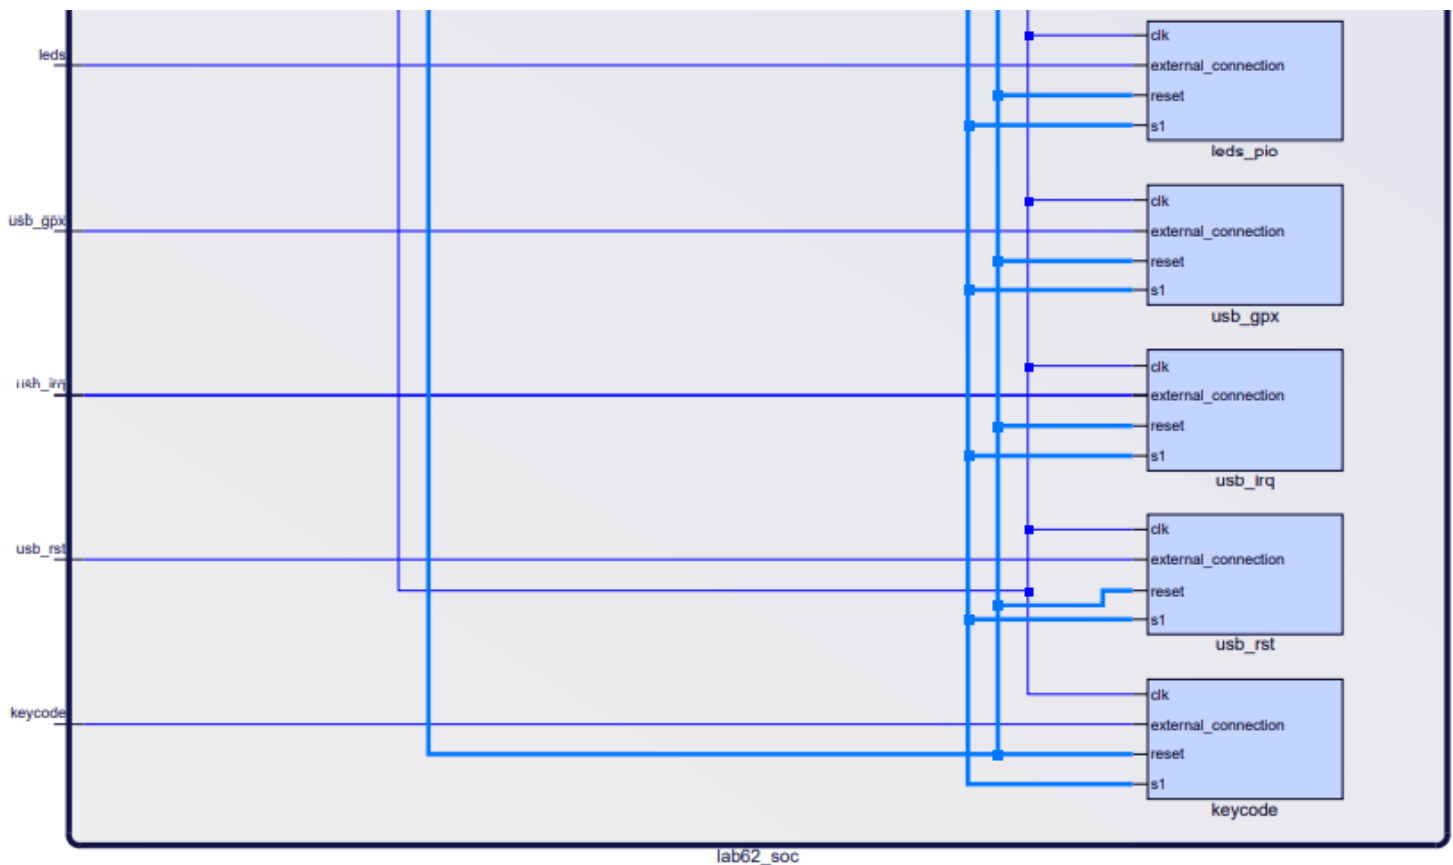 leds
clk
external_connection
reset
s1
leds_pio
usb_gpx
clk
external_connection
reset
s1
usb_gpx
usb_irq
clk
external_connection
reset
s1
usb_irq
usb_rst
clk
external_connection
reset
s1
usb_rst
keycode
clk
external_connection
reset
s1
keycode
lab62_soc